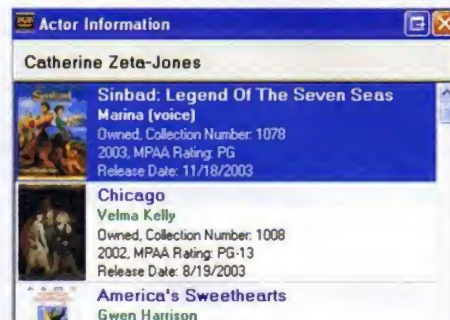 Actor Information
Catherine Zeta-Jones
Sinbad: Legend Of The Seven Seas
Marina (voice)
Owned, Collection Number: 1078
2003, MPAA Rating: PG
Release Date: 11/18/2003
Chicago
Velma Kelly
Owned, Collection Number: 1008
2002, MPAA Rating: PG-13
Release Date: 8/19/2003
America's Sweethearts
Gwen Harrison